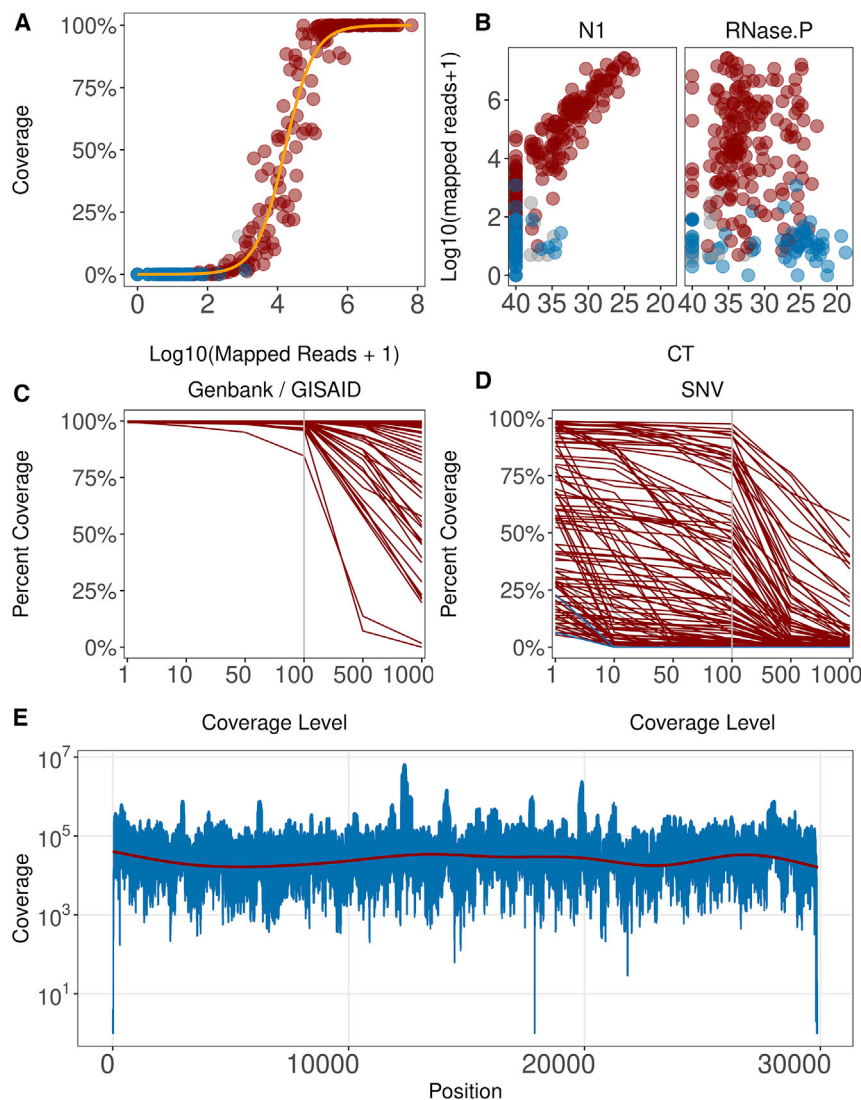 A
100%
75%
50%
25%
0%
Coverage
0 2 4 6 8
Log10(Mapped Reads + 1)
B
N1 RNase.P
Log10(mapped reads+1)
6
4
2
0
40 35 30 25 20 40 35 30 25 20
CT
C
Genbank / GISAID
Percent Coverage
100%
75%
50%
25%
0%
1 10 50 100 500 1000
Coverage Level
D
SNV
Percent Coverage
100%
75%
50%
25%
0%
1 10 50 100 500 1000
Coverage Level
E
Coverage
10^7
10^5
10^3
10^1
0 10000 20000 30000
Position